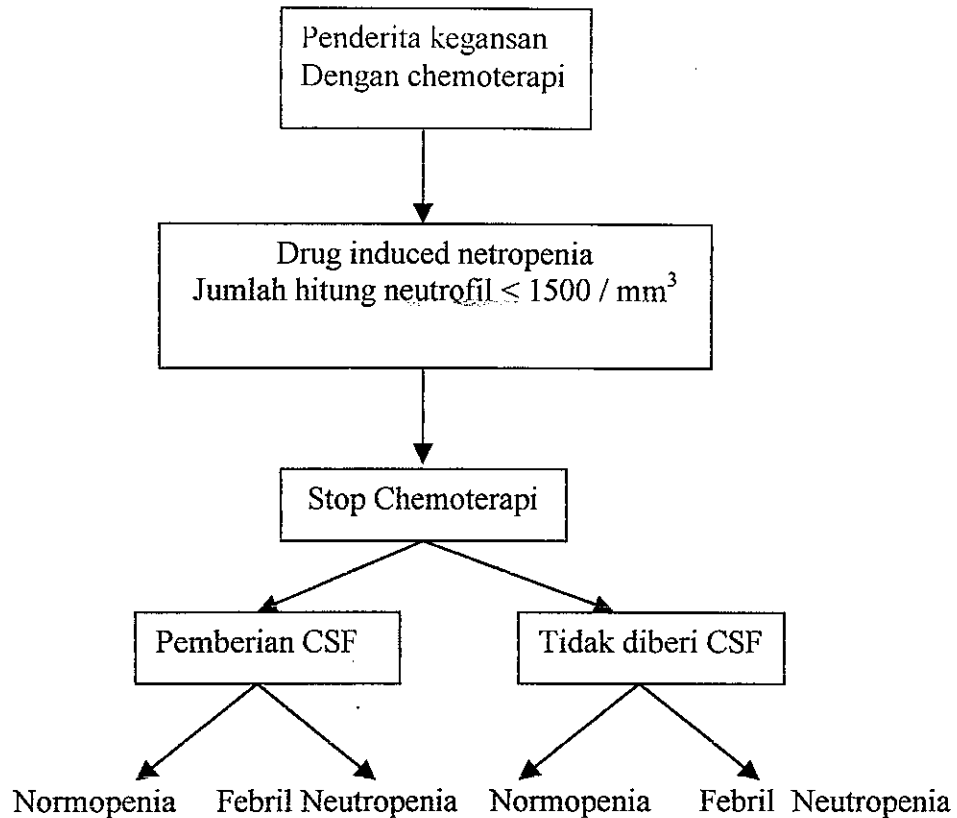 Penderita kegansan
Dengan chemoterapi
Drug induced netropenia
Jumlah hitung neutrofil < 1500 / mm³
Stop Chemoterapi
Pemberian CSF
Tidak diberi CSF
Normopenia Febril Neutropenia Normopenia Febril Neutropenia